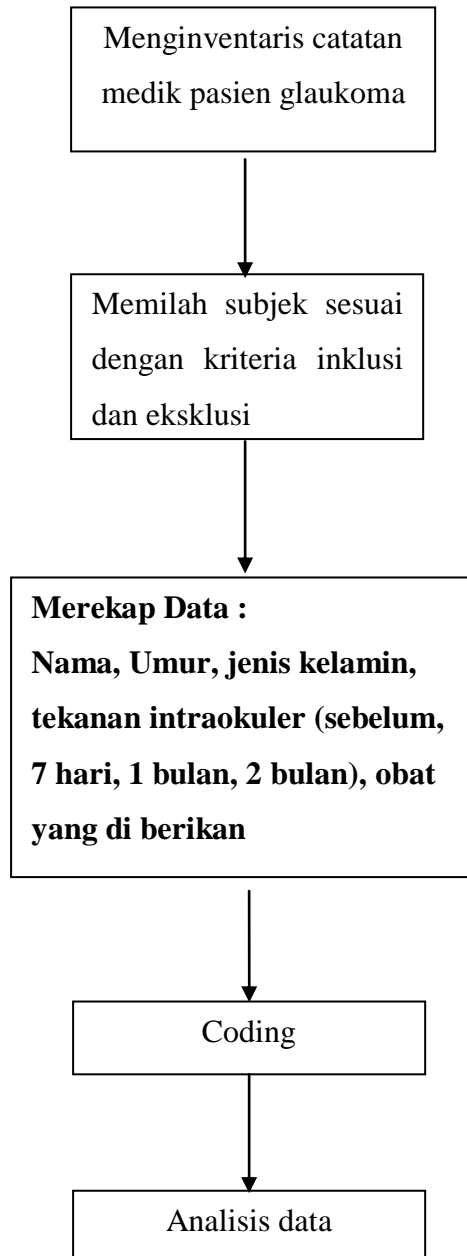 Menginventaris catatan
medik pasien glaukoma
Memilah subjek sesuai
dengan kriteria inklusi
dan eksklusi
Merekap Data :
Nama, Umur, jenis kelamin,
tekanan intraokuler (sebelum,
7 hari, 1 bulan, 2 bulan), obat
yang di berikan
Coding
Analisis data